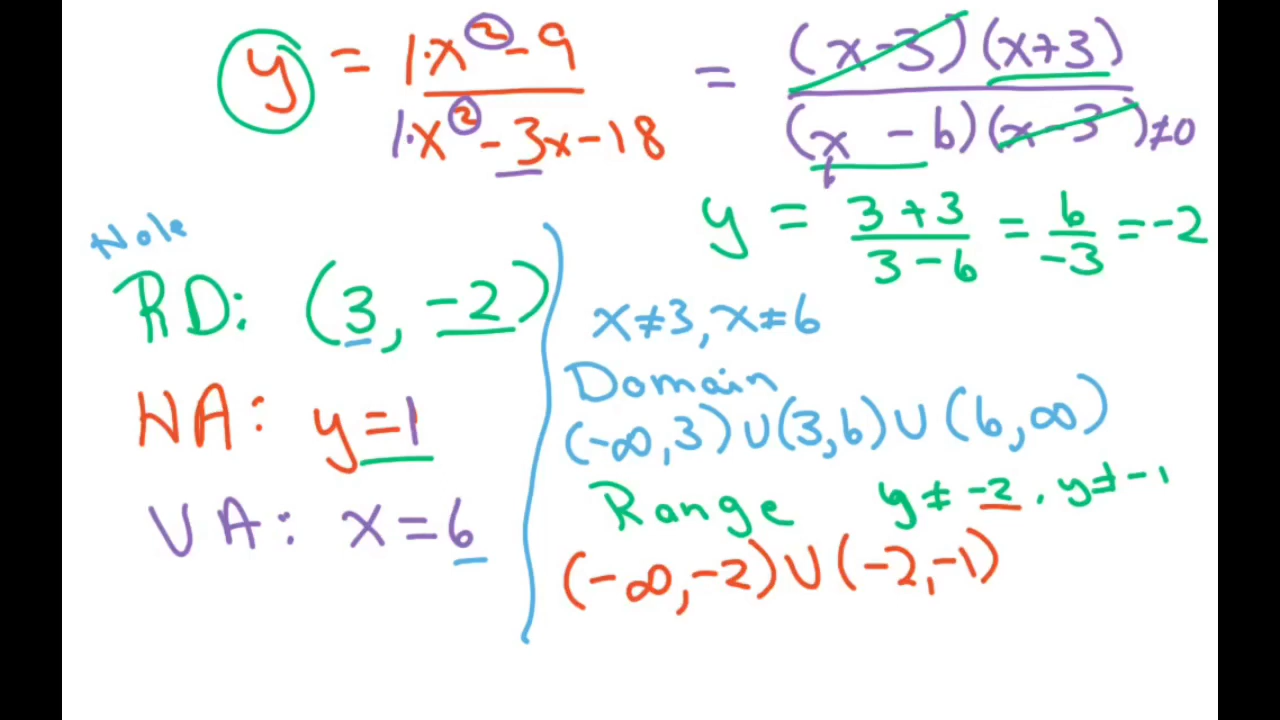 y = 1·x² - 9 / 1·x² - 3x - 18 = (x - 3)(x + 3) / (x - 6)(x - 3) ≠ 0
6
y = 3 + 3 / 3 - 6 = 6 / -3 = -2
Hole
RD: (3, -2)
HA: y = 1
VA: x = 6
x ≠ 3, x ≠ 6
Domain
(-∞, 3) ∪ (3, 6) ∪ (6, ∞)
Range y ≠ -2, y ≠ -1
(-∞, -2) ∪ (-2, -1)